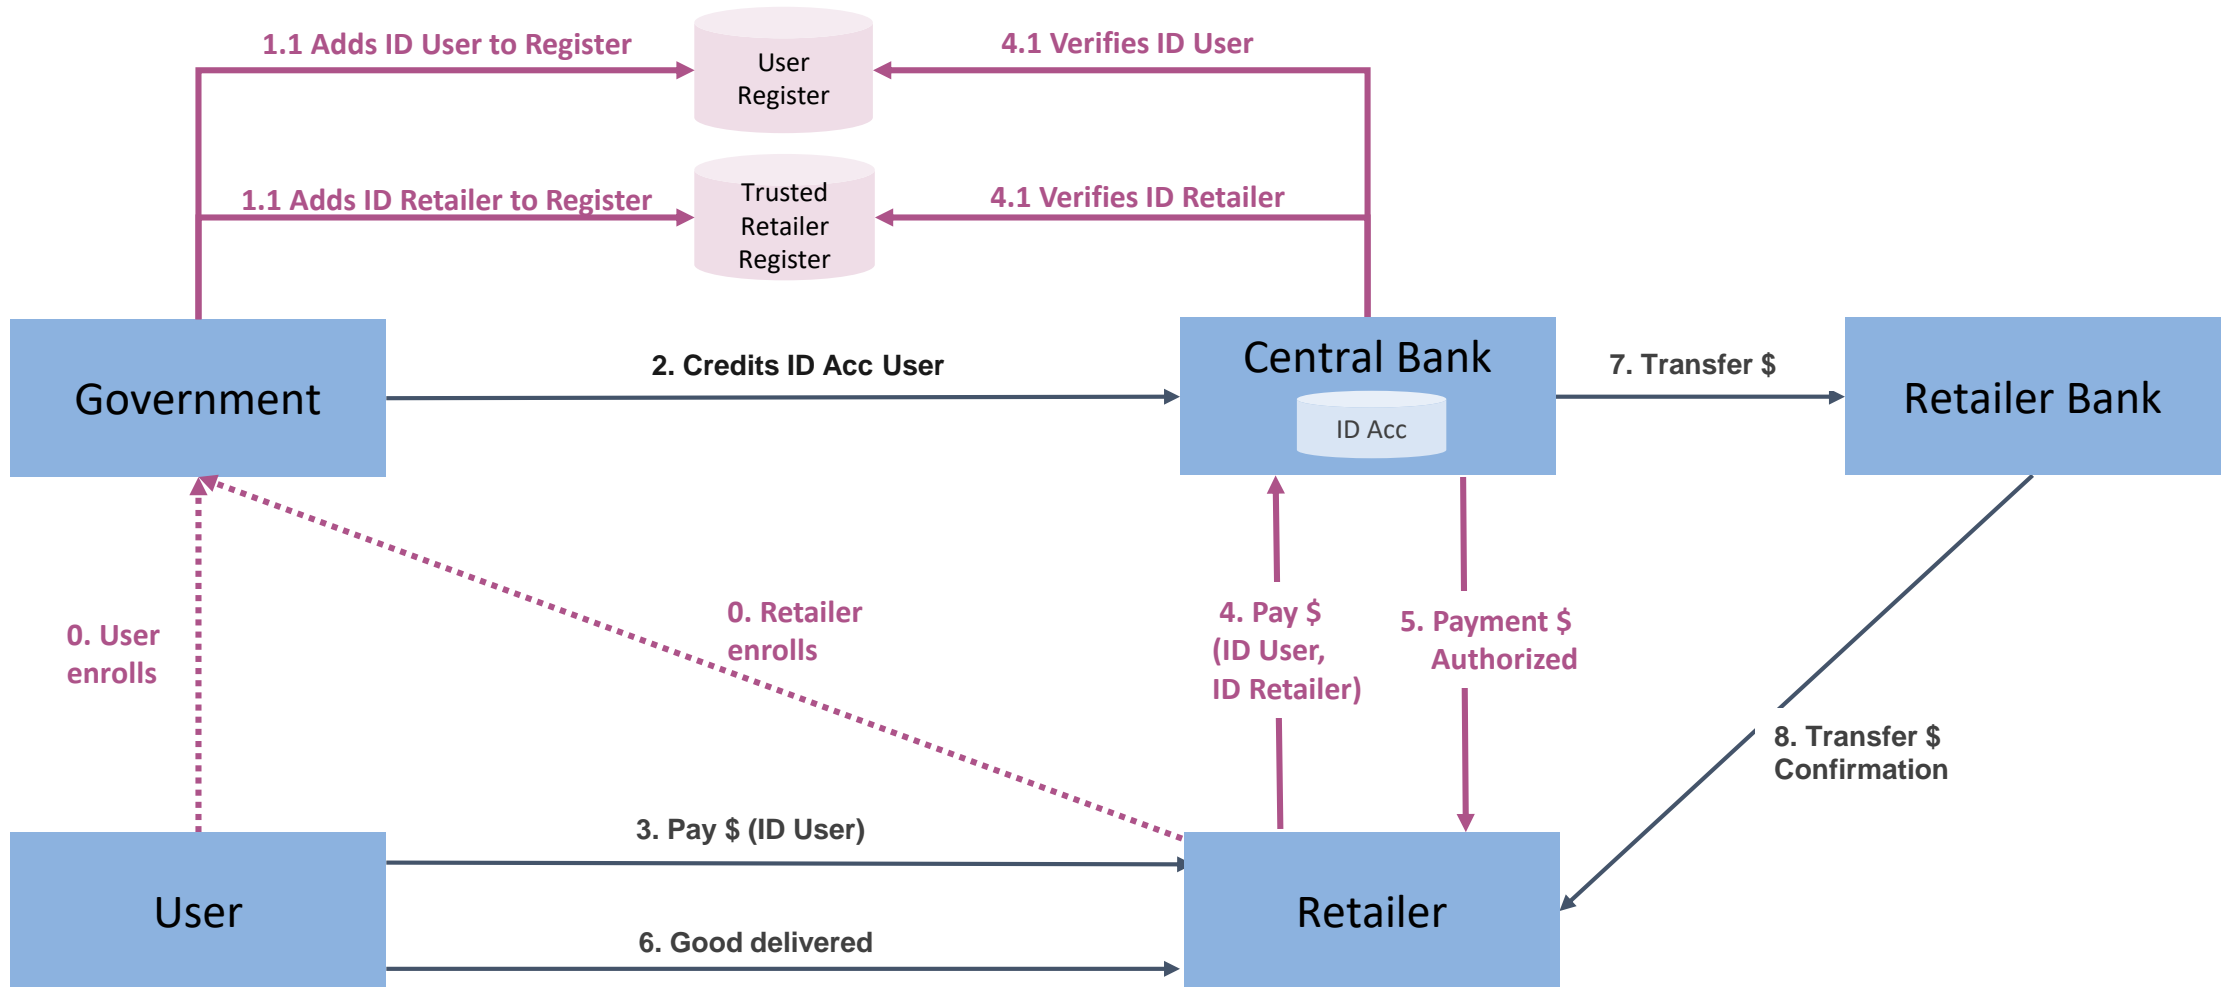 1.1 Adds ID User to Register
User
Register
4.1 Verifies ID User
1.1 Adds ID Retailer to Register
Trusted
Retailer
Register
4.1 Verifies ID Retailer
Government
2. Credits ID Acc User
Central Bank
ID Acc
7. Transfer $
Retailer Bank
0. User
enrolls
0. Retailer
enrolls
4. Pay $
(ID User,
ID Retailer)
5. Payment $
Authorized
8. Transfer $
Confirmation
3. Pay $ (ID User)
User
6. Good delivered
Retailer